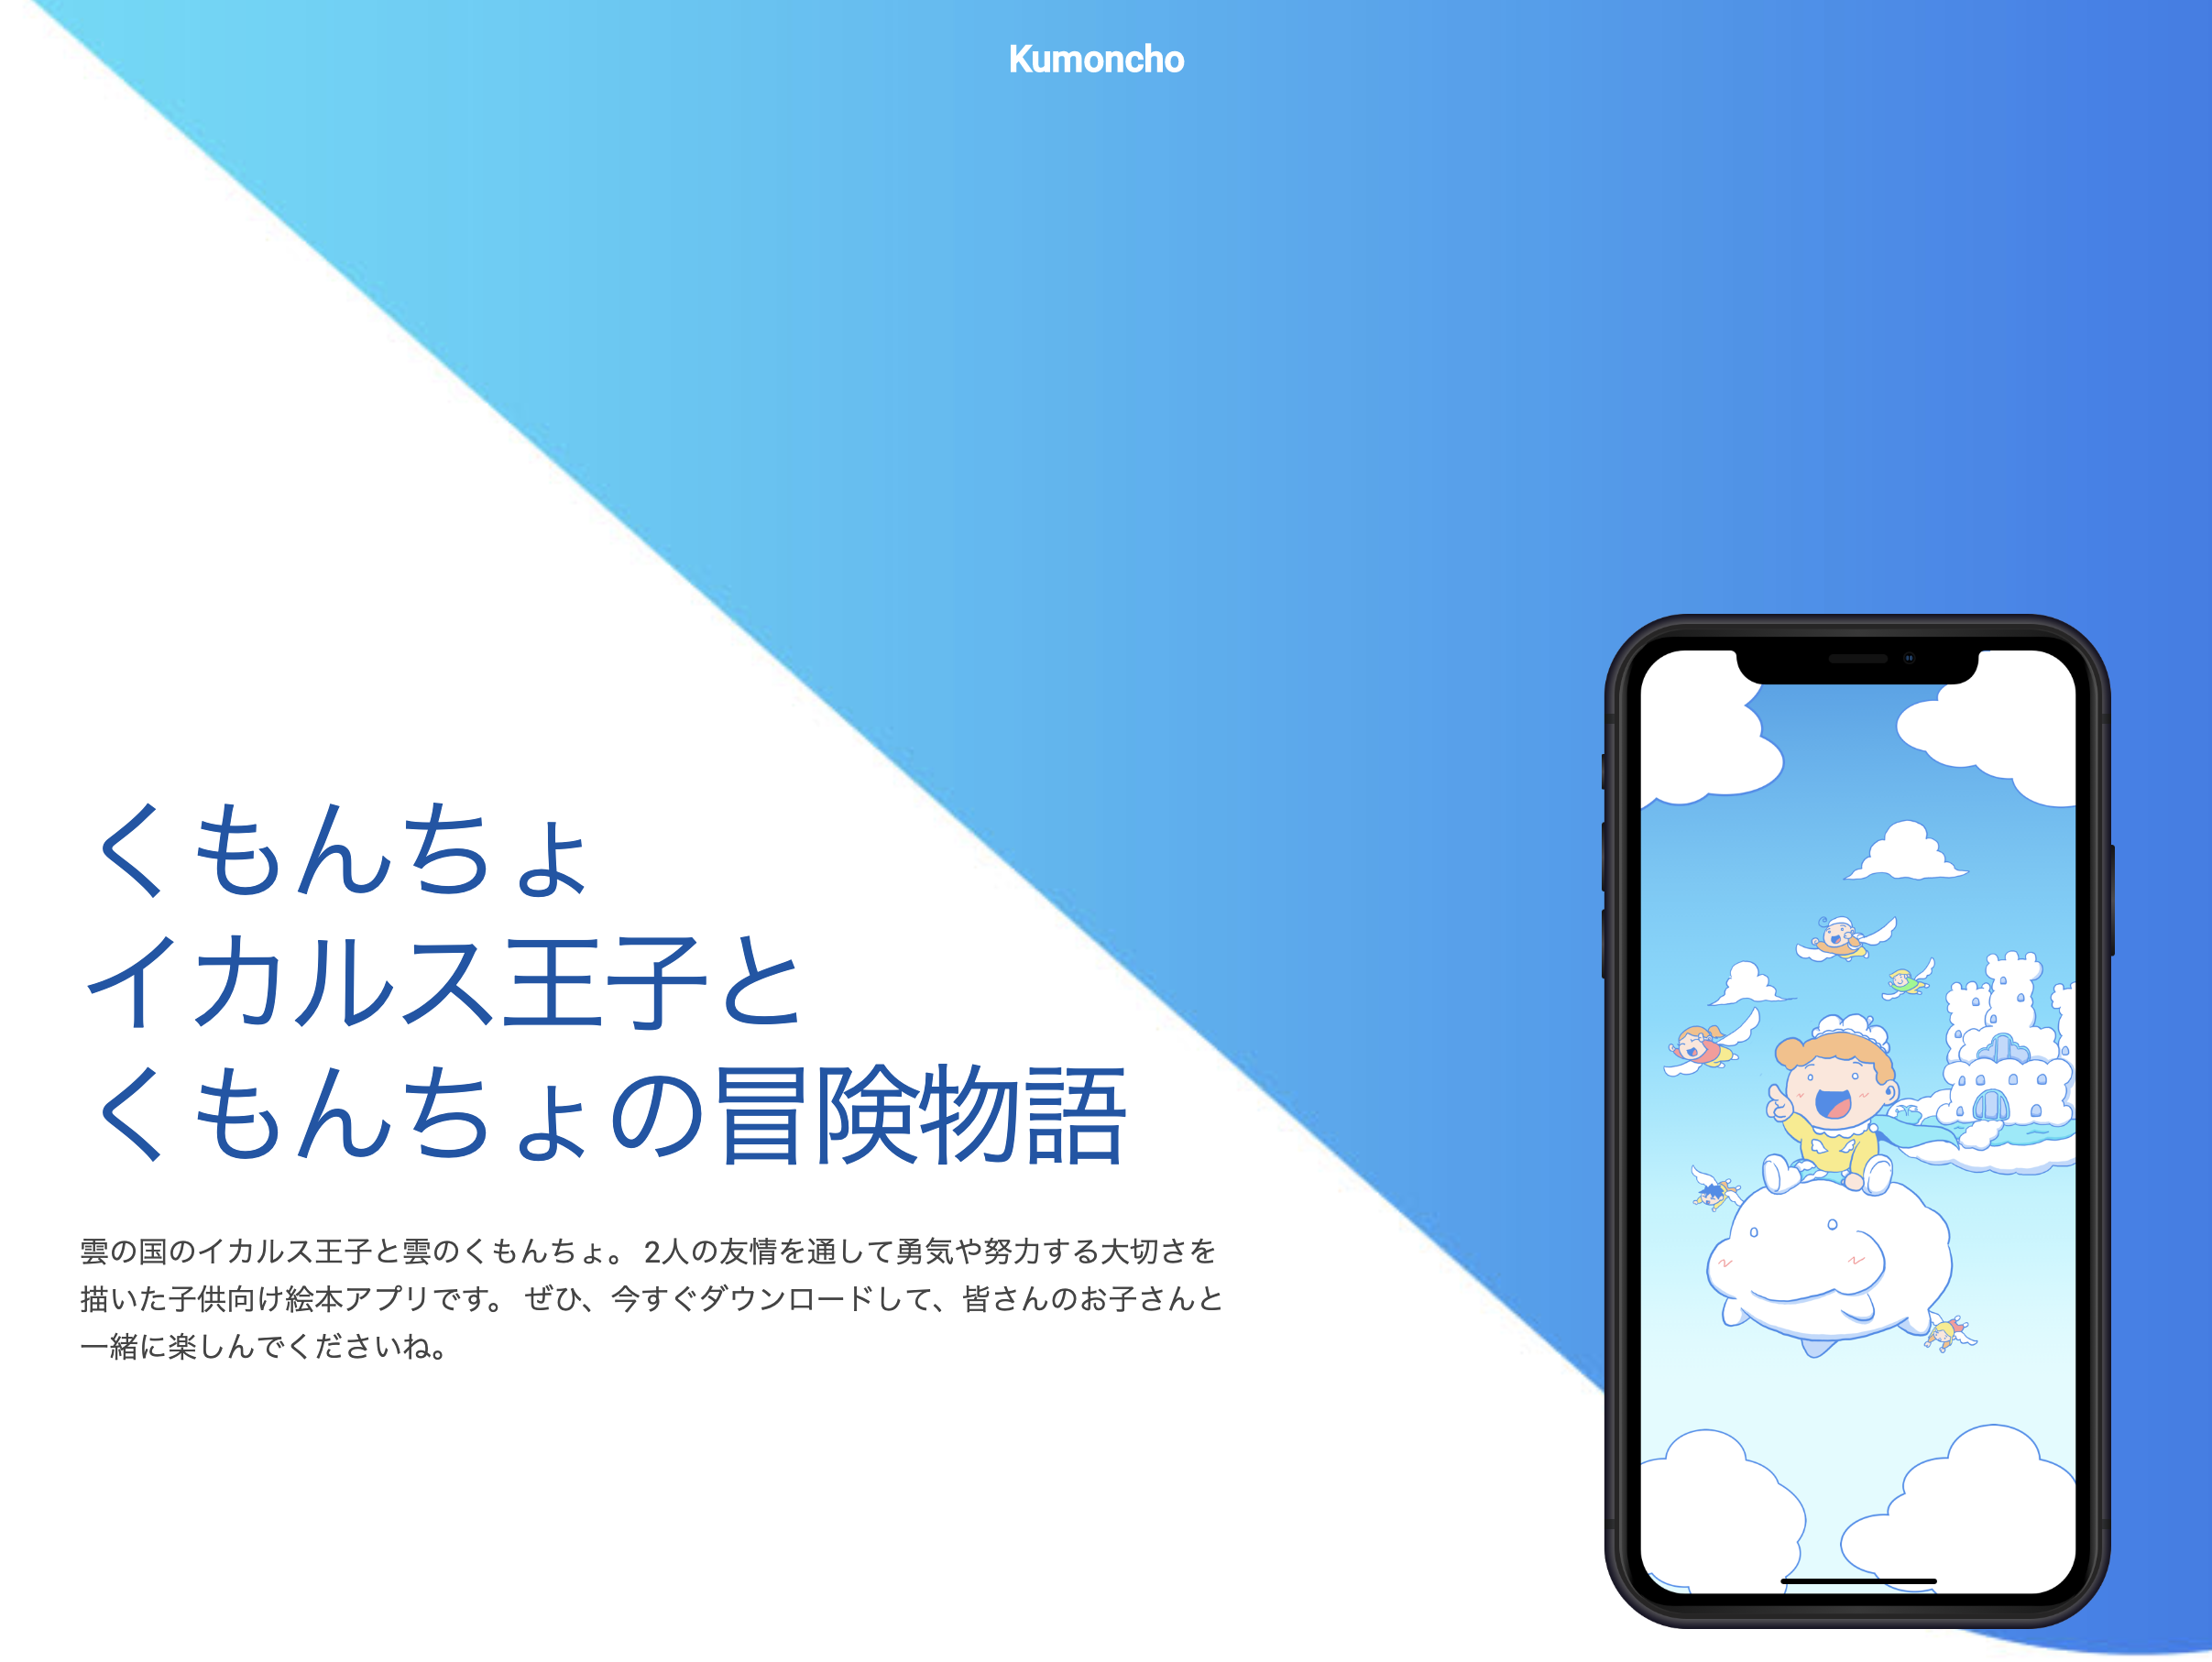 Kumoncho
くもんちょ
イカルス王子と
くもんちょの冒険物語
雲の国のイカルス王子と雲のくもんちょ。 2人の友情を通して勇気や努力する大切さを
描いた子供向け絵本アプリです。 ぜひ、今すぐダウンロードして、皆さんのお子さんと
一緒に楽しんでくださいね。